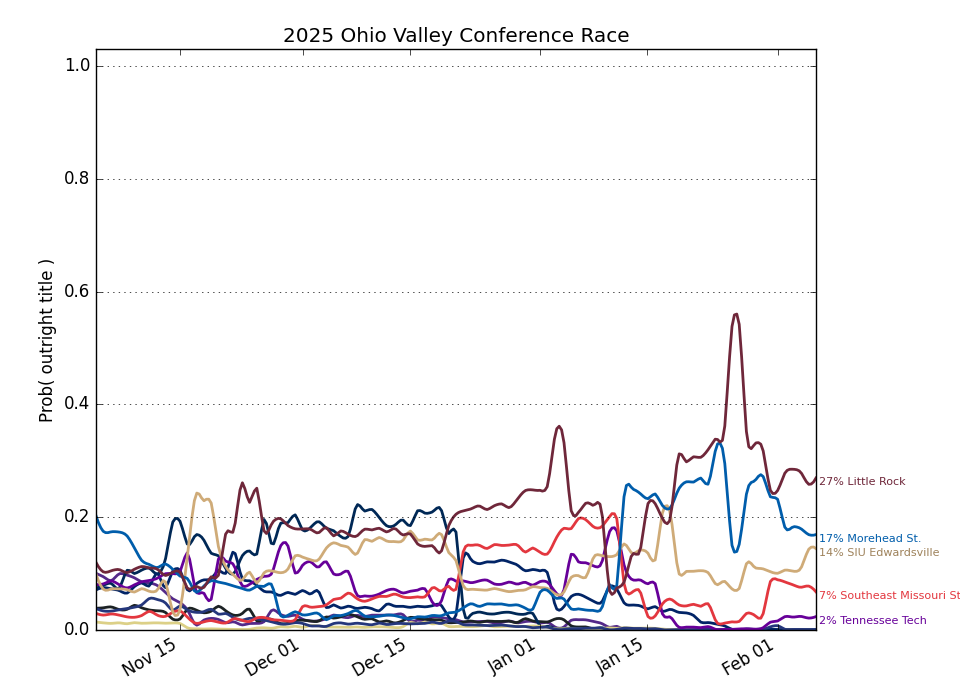 2025 Ohio Valley Conference Race
Prob( outright title )
1.0
0.8
0.6
0.4
0.2
0.0
Nov 15
Dec 01
Dec 15
Jan 01
Jan 15
Feb 01
27% Little Rock
17% Morehead St.
14% SIU Edwardsville
7% Southeast Missouri St
2% Tennessee Tech